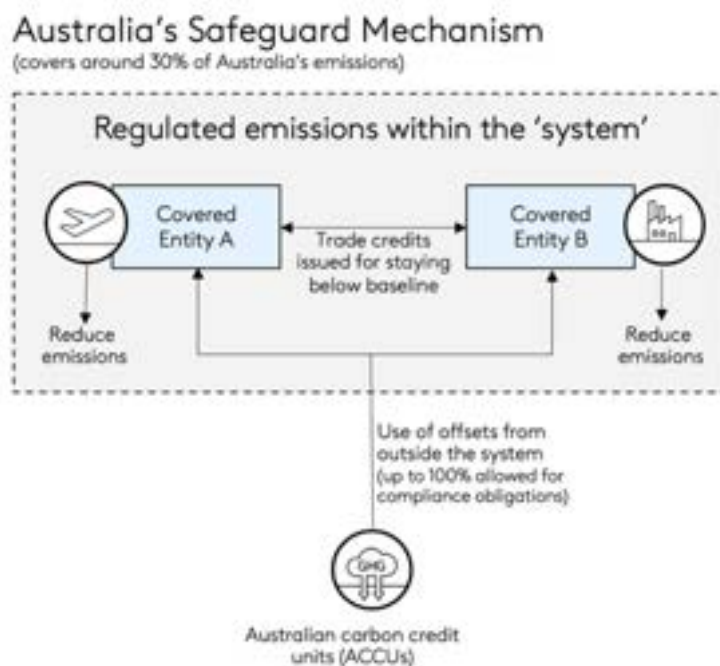 Australia's Safeguard Mechanism
(covers around 30% of Australia's emissions)
Regulated emissions within the 'system'
Covered
Entity A
Covered
Entity B
Trade credits
issued for staying
below baseline
Reduce
emissions
Reduce
emissions
Use of offsets from
outside the system
(up to 100% allowed for
compliance obligations)
GHG
Australian carbon credit
units (ACCUs)